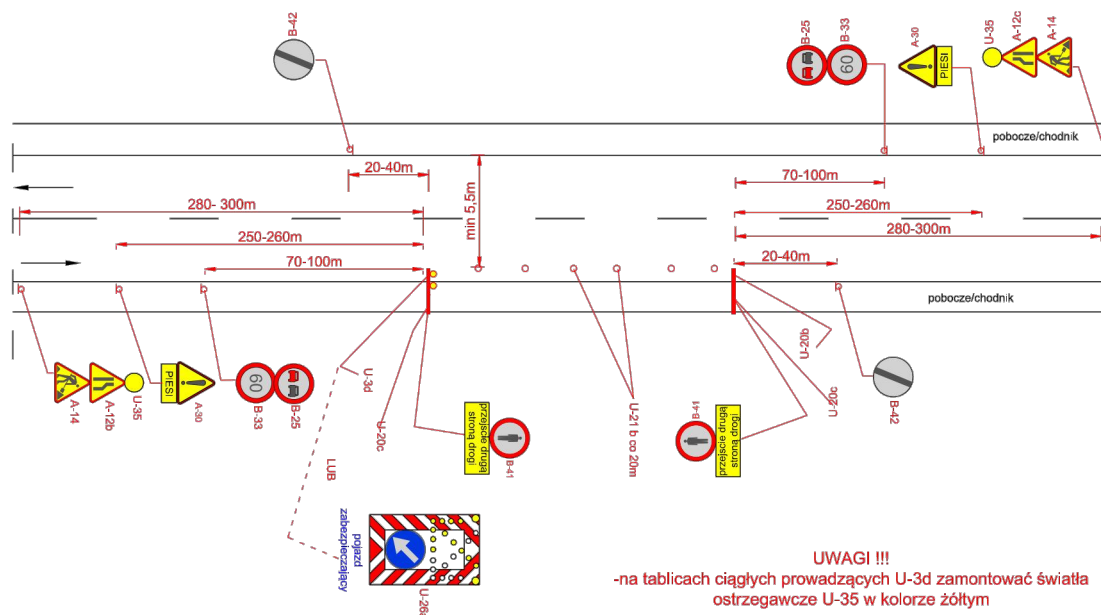 B-42
B-25
B-33
60
A-30
PIESI
U-35
A-12c
A-14
pobocze/chodnik
20-40m
min 5,5m
70-100m
250-260m
280-300m
280- 300m
250-260m
70-100m
20-40m
pobocze/chodnik
A-14
A-12b
U-35
PIESI
A-30
60
B-33
B-25
U-3d
U-20c
LUB
przejście drugą
stroną drogi
B-41
U-21 b co 20m
B-41
przejście drugą
stroną drogi
U-20b
U-20c
B-42
pojazd
zabezpieczający
U-26a
UWAGI !!!
-na tablicach ciągłych prowadzących U-3d zamontować światła
ostrzegawcze U-35 w kolorze żółtym